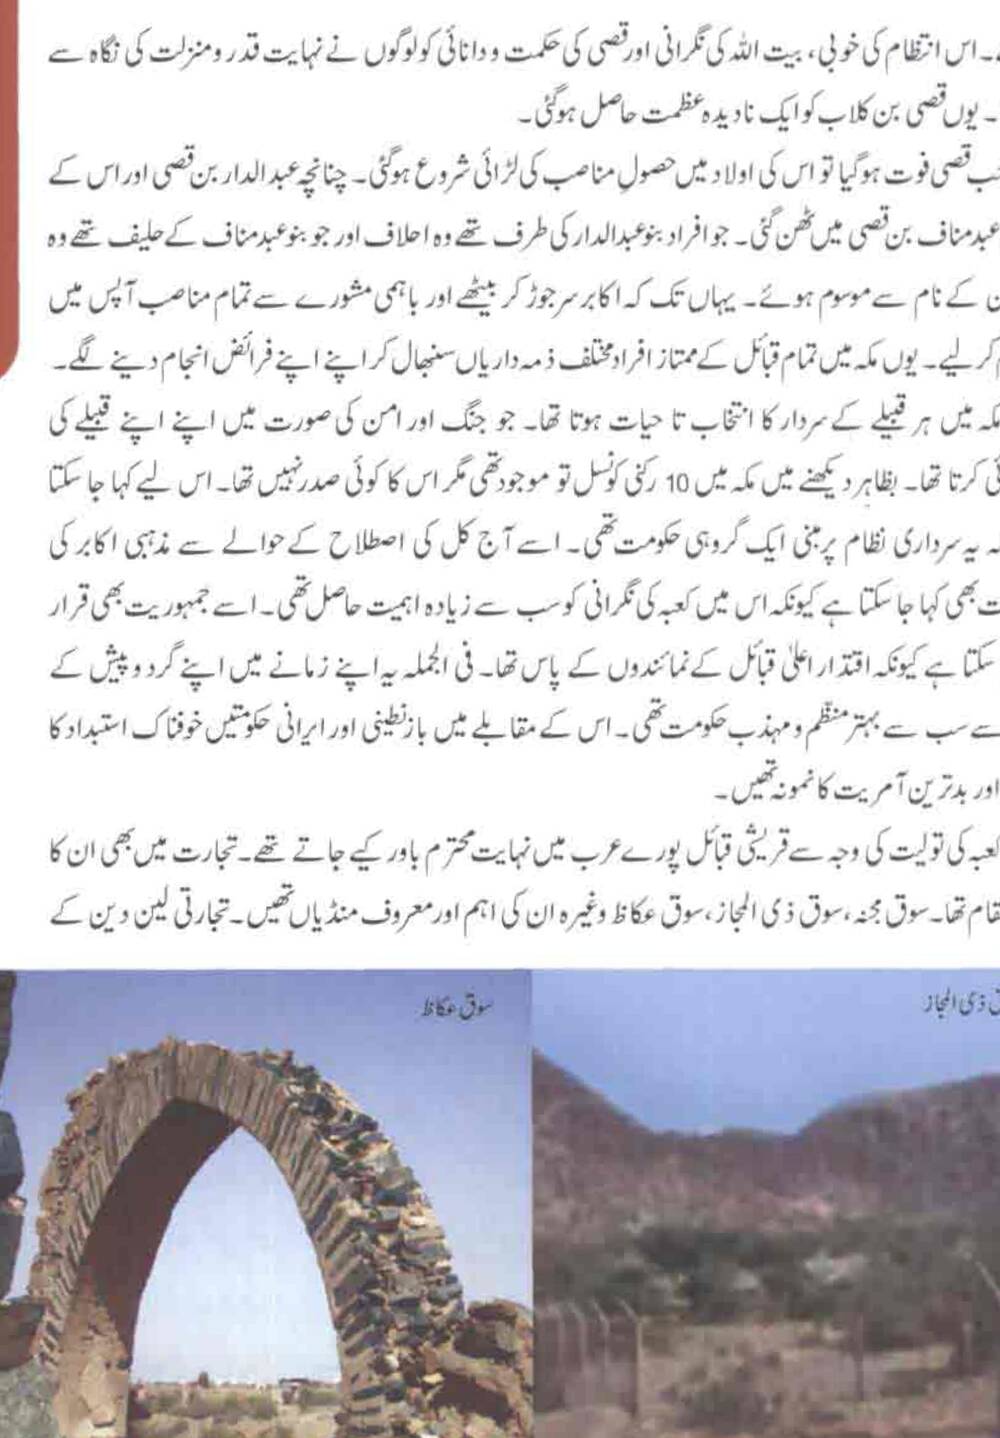 ۔ اس انتظام کی خوبی، بیت اللہ کی نگرانی اور قصی کی حکمت و دانائی کو لوگوں نے نہایت قدر و منزلت کی نگاہ سے
۔ یوں قصی بن کلاب کو ایک نادیدہ عظمت حاصل ہوگئی۔
قصی فوت ہوگیا تو اس کی اولاد میں حصولِ مناصب کی لڑائی شروع ہوگئی۔ چنانچہ عبدالدار بن قصی اور اس کے
عبدمناف بن قصی میں ٹھن گئی۔ جو افراد بنوعبدالدار کی طرف تھے وہ احلاف اور جو بنوعبدمناف کے حلیف تھے وہ
کے نام سے موسوم ہوئے۔ یہاں تک کہ اکابر سر جوڑ کر بیٹھے اور باہمی مشورے سے تمام مناصب آپس میں
کر لیے۔ یوں مکہ میں تمام قبائل کے ممتاز افراد مختلف ذمہ داریاں سنبھال کر اپنے اپنے فرائض انجام دینے لگے۔
مکہ میں ہر قبیلے کے سردار کا انتخاب تا حیات ہوتا تھا۔ جو جنگ اور امن کی صورت میں اپنے اپنے قبیلے کی
کرتا تھا۔ بظاہر دیکھنے میں مکہ میں 10 رکنی کونسل تو موجود تھی مگر اس کا کوئی صدر نہیں تھا۔ اس لیے کہا جا سکتا
یہ سرداری نظام پر مبنی ایک گروہی حکومت تھی۔ اسے آج کل کی اصطلاح کے حوالے سے مذہبی اکابر کی
بھی کہا جا سکتا ہے کیونکہ اس میں کعبہ کی نگرانی کو سب سے زیادہ اہمیت حاصل تھی۔ اسے جمہوریت بھی قرار
سکتا ہے کیونکہ اقتدار اعلیٰ قبائل کے نمائندوں کے پاس تھا۔ فی الجملہ یہ اپنے زمانے میں اپنے گرد و پیش کے
سے سب سے بہتر منظم و مہذب حکومت تھی۔ اس کے مقابلے میں بازنطینی اور ایرانی حکومتیں خوفناک استبداد کا
اور بدترین آمریت کا نمونہ تھیں۔
کعبہ کی تولیت کی وجہ سے قریشی قبائل پورے عرب میں نہایت محترم باور کیے جاتے تھے۔ تجارت میں بھی ان کا
مقام تھا۔ سوق مجنہ، سوق ذی المجاز، سوق عکاظ وغیرہ ان کی اہم اور معروف منڈیاں تھیں۔ تجارتی لین دین کے
ذی المجاز
سوق عکاظ